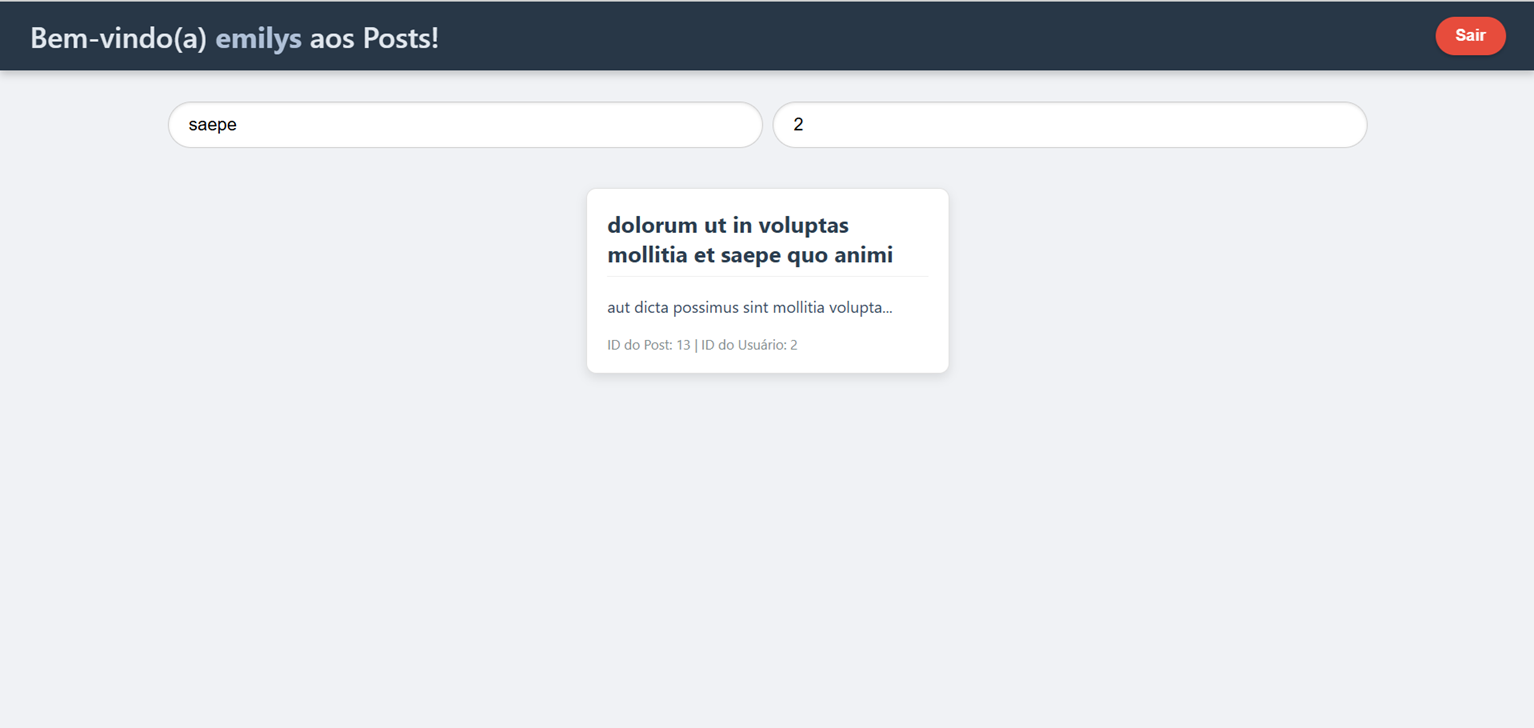 Bem-vindo(a) emilys aos Posts!
Sair
saepe
2
dolorum ut in voluptas
mollitia et saepe quo animi
aut dicta possimus sint mollitia volupta...
ID do Post: 13 | ID do Usuário: 2